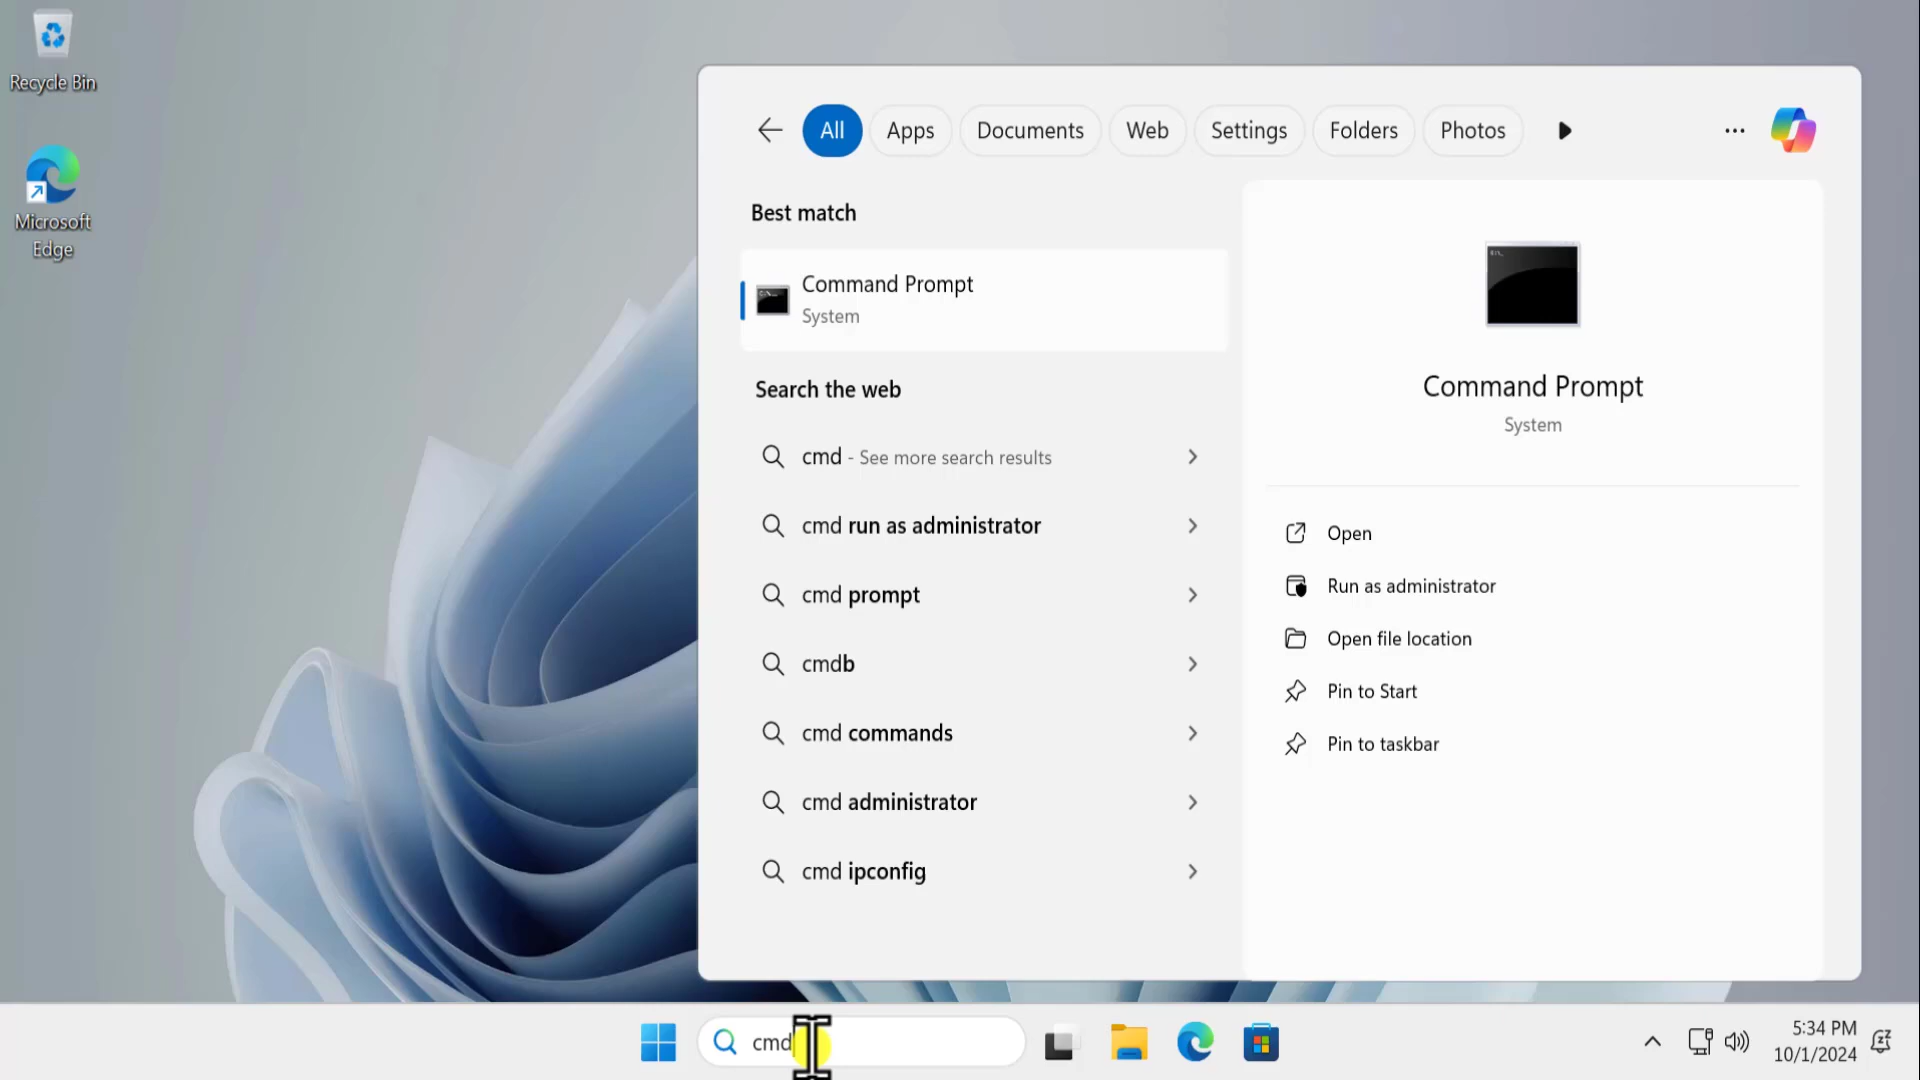 Recycle Bin
Microsoft
Edge
All
Apps
Documents
Web
Settings
Folders
Photos
Best match
Command Prompt
System
Search the web
cmd - See more search results
cmd run as administrator
cmd prompt
cmdb
cmd commands
cmd administrator
cmd ipconfig
Command Prompt
System
Open
Run as administrator
Open file location
Pin to Start
Pin to taskbar
cmd
5:34 PM
10/1/2024